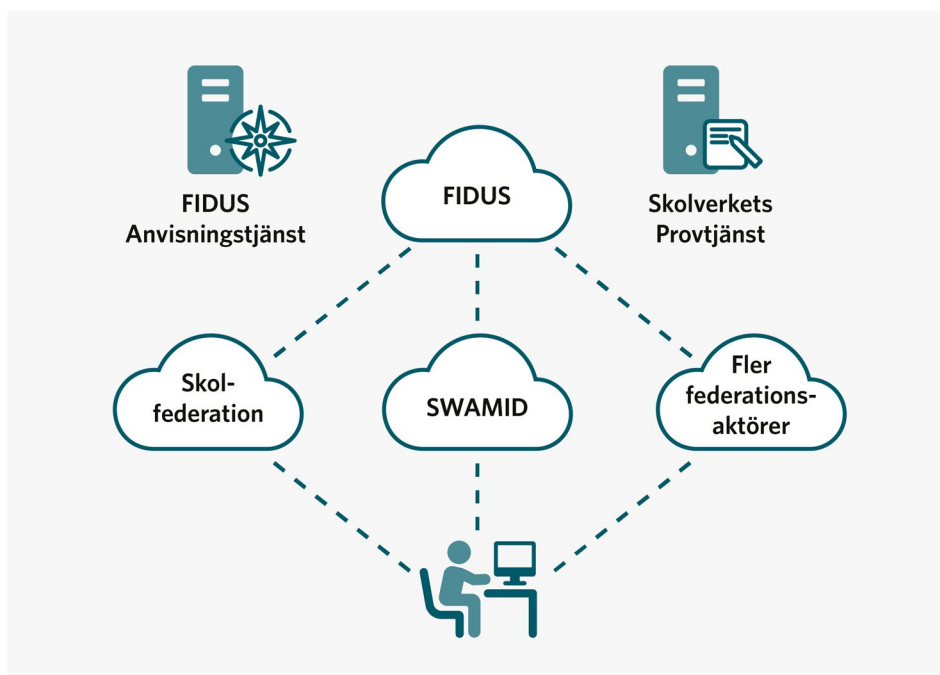 FIDUS
Anvisningstjänst
FIDUS
Skolverkets
Provtjänst
Skol-
federation
SWAMID
Fler
federations-
aktörer